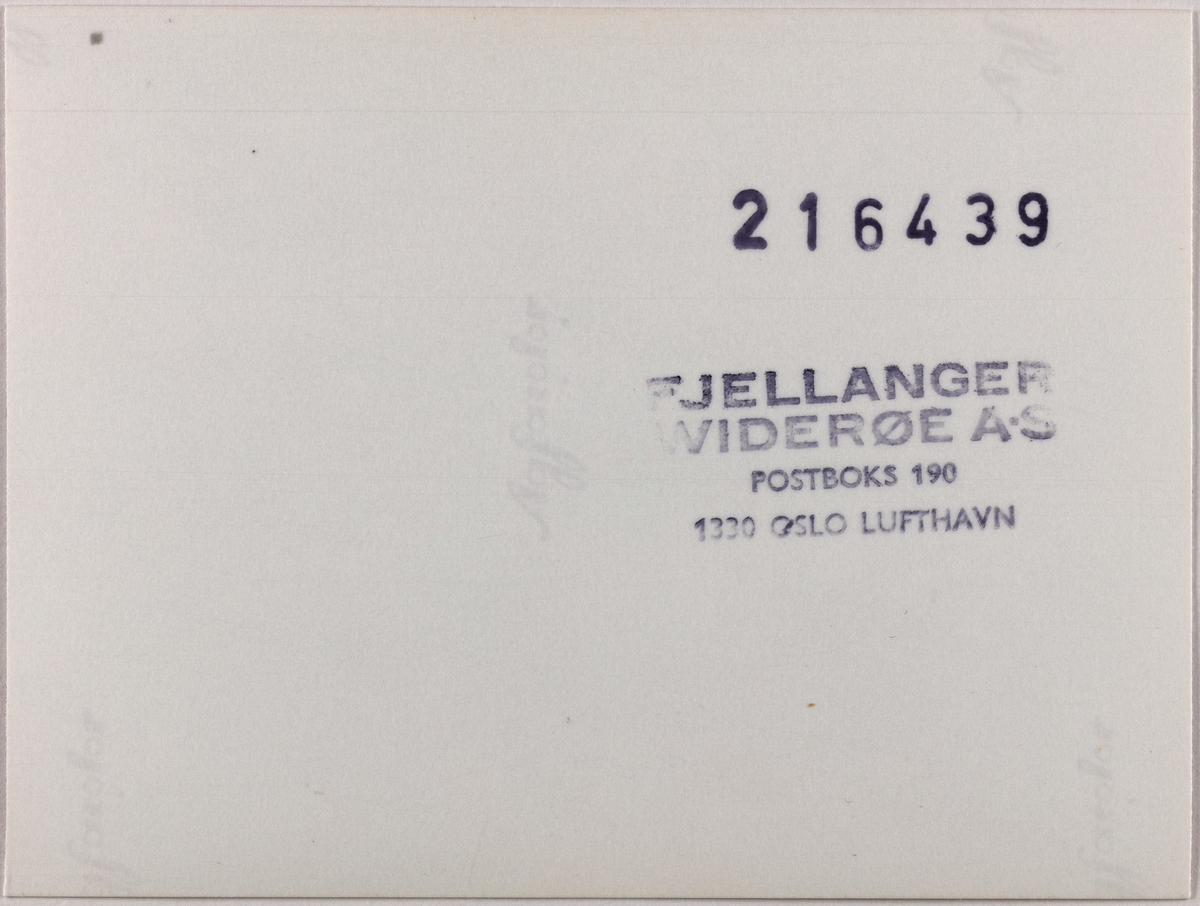 216439
FJELLANGER
WIDERØE A·S
POSTBOKS 190
1330 OSLO LUFTHAVN